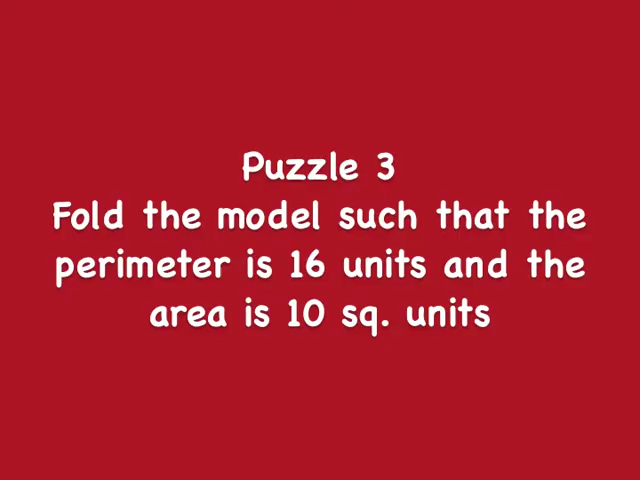 Puzzle 3
Fold the model such that the
perimeter is 16 units and the
area is 10 sq. units